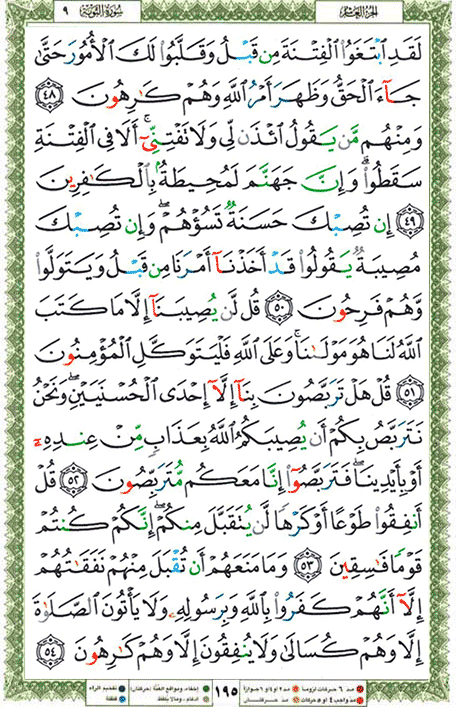 الجزء العاشر
سورة التوبة ٩
لَقَدِ ٱبْتَغَوُا۟ ٱلْفِتْنَةَ مِن قَبْلُ وَقَلَّبُوا۟ لَكَ ٱلْأُمُورَ حَتَّىٰ
جَآءَ ٱلْحَقُّ وَظَهَرَ أَمْرُ ٱللَّهِ وَهُمْ كَـٰرِهُونَ ٤٨
وَمِنْهُم مَّن يَقُولُ ٱئْذَن لِّى وَلَا تَفْتِنِّىٓ ۚ أَلَا فِى ٱلْفِتْنَةِ
سَقَطُوا۟ ۗ وَإِنَّ جَهَنَّمَ لَمُحِيطَةٌۢ بِٱلْكَـٰفِرِينَ
٤٩ إِن تُصِبْكَ حَسَنَةٌ تَسُؤْهُمْ ۖ وَإِن تُصِبْكَ
مُصِيبَةٌ يَقُولُوا۟ قَدْ أَخَذْنَآ أَمْرَنَا مِن قَبْلُ وَيَتَوَلَّوا۟
وَّهُمْ فَرِحُونَ ٥٠ قُل لَّن يُصِيبَنَآ إِلَّا مَا كَتَبَ
ٱللَّهُ لَنَا هُوَ مَوْلَىٰنَا ۚ وَعَلَى ٱللَّهِ فَلْيَتَوَكَّلِ ٱلْمُؤْمِنُونَ
٥١ قُلْ هَلْ تَرَبَّصُونَ بِنَآ إِلَّآ إِحْدَى ٱلْحُسْنَيَيْنِ ۖ وَنَحْنُ
نَتَرَبَّصُ بِكُمْ أَن يُصِيبَكُمُ ٱللَّهُ بِعَذَابٍ مِّنْ عِندِهِۦٓ
أَوْ بِأَيْدِينَا ۖ فَتَرَبَّصُوٓا۟ إِنَّا مَعَكُم مُّتَرَبِّصُونَ ٥٢ قُلْ
أَنفِقُوا۟ طَوْعًا أَوْ كَرْهًا لَّن يُتَقَبَّلَ مِنكُمْ ۖ إِنَّكُمْ كُنتُمْ
قَوْمًا فَـٰسِقِينَ ٥٣ وَمَا مَنَعَهُمْ أَن تُقْبَلَ مِنْهُمْ نَفَقَـٰتُهُمْ
إِلَّآ أَنَّهُمْ كَفَرُوا۟ بِٱللَّهِ وَبِرَسُولِهِۦ وَلَا يَأْتُونَ ٱلصَّلَوٰةَ
إِلَّا وَهُمْ كُسَالَىٰ وَلَا يُنفِقُونَ إِلَّا وَهُمْ كَـٰرِهُونَ ٥٤
١٩٥